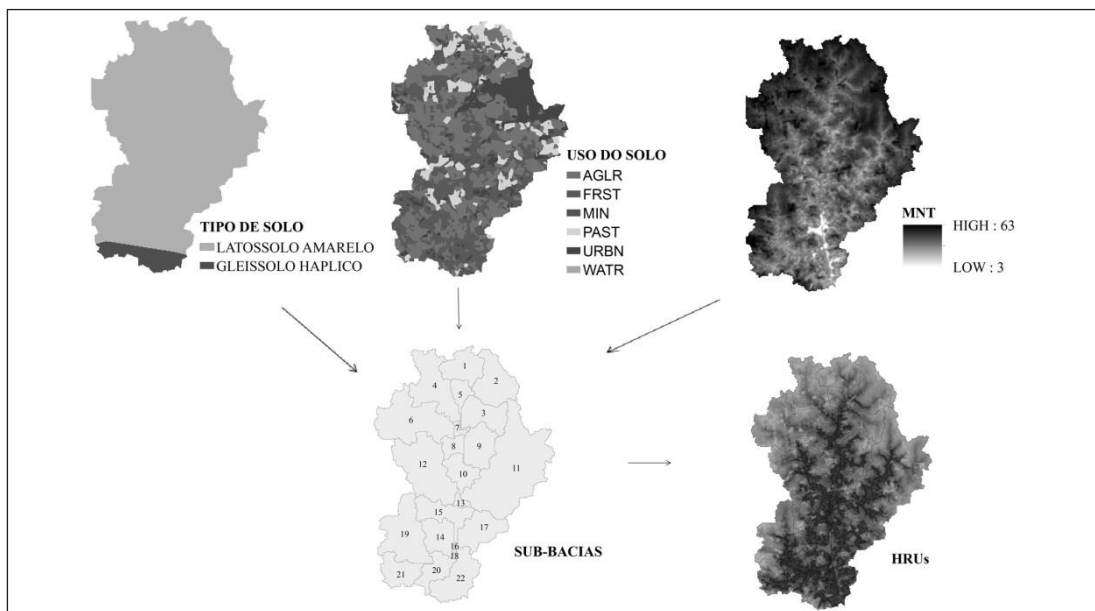 TIPO DE SOLO
LATOSSOLO AMARELO
GLEISSOLO HAPLICO
USO DO SOLO
AGLR
FRST
MIN
PAST
URBN
WATR
MNT
HIGH : 63
LOW : 3
1
2
4
5
3
6
7
8
9
12
10
11
13
15
17
19
14
16
18
20
21
22
SUB-BACIAS
HRUs